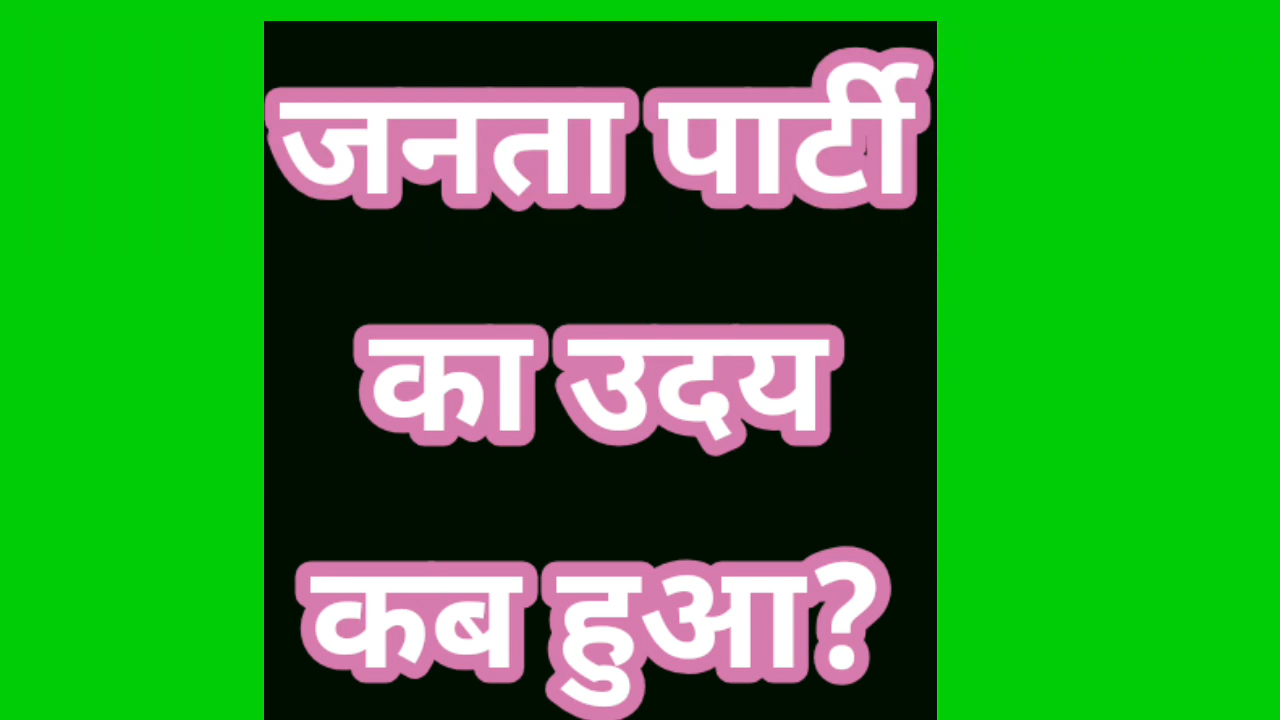 जनता पार्टी
का उदय
कब हुआ?